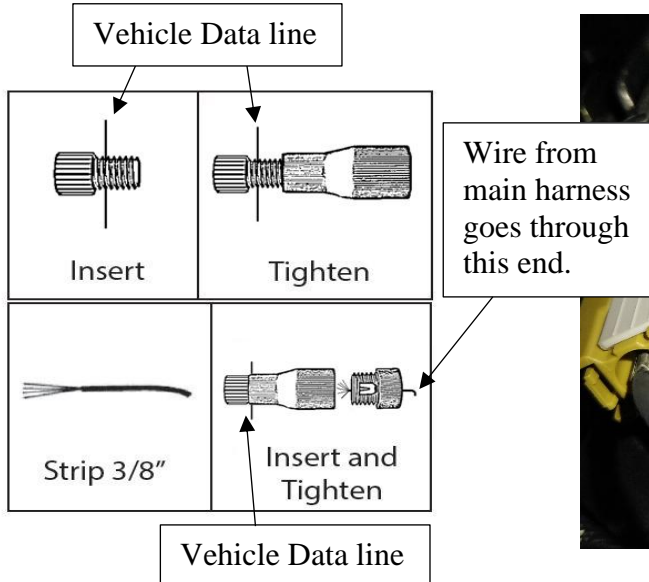 Vehicle Data line
Insert
Tighten
Wire from
main harness
goes through
this end.
Strip 3/8”
Insert and
Tighten
Vehicle Data line